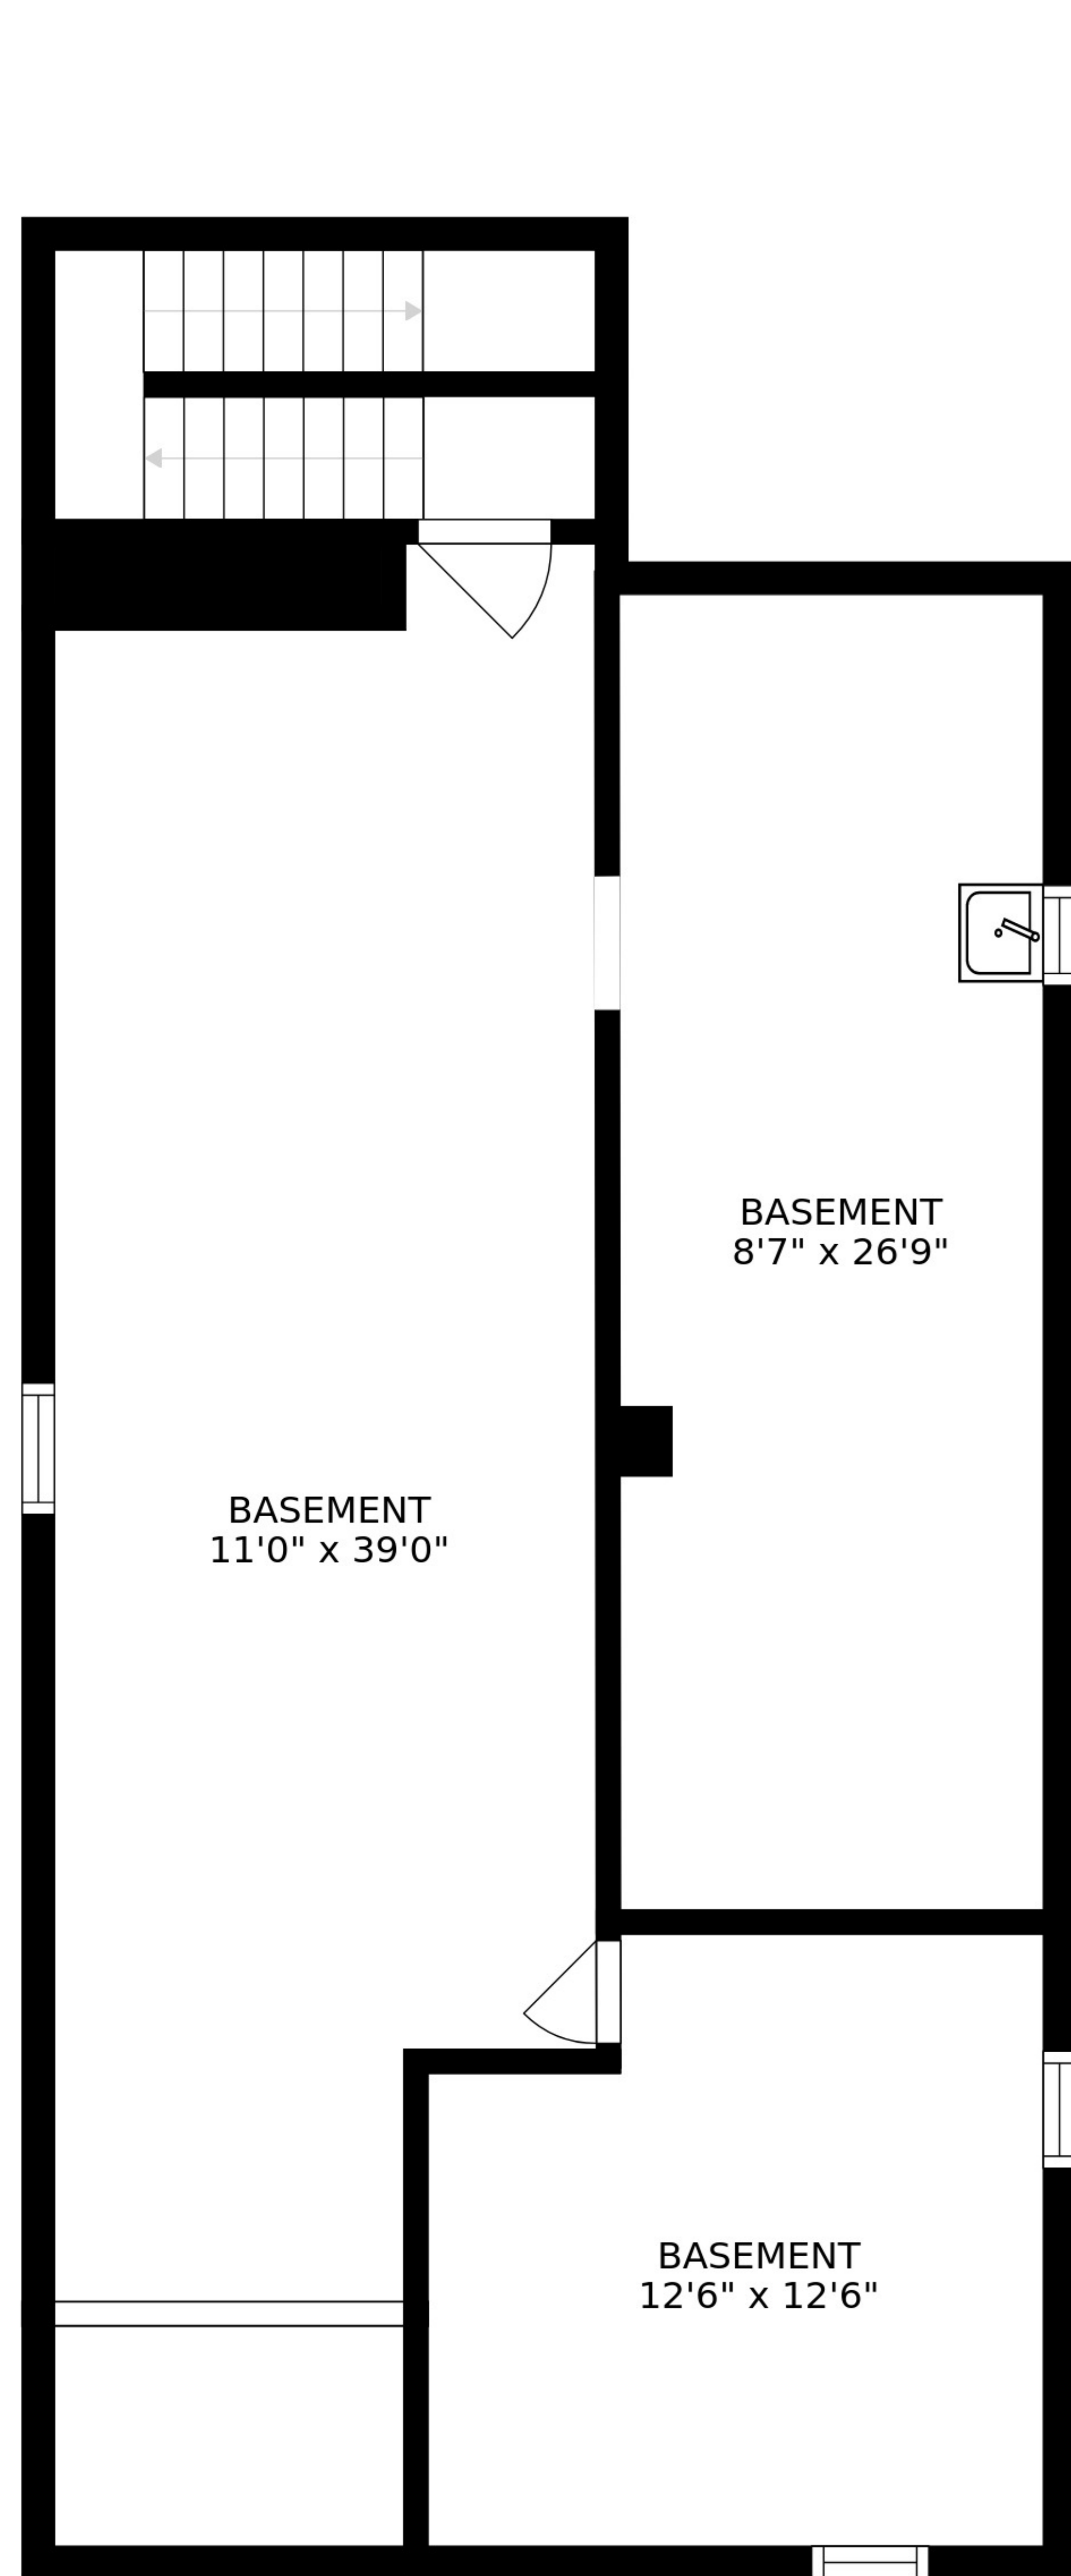 BASEMENT
8'7" x 26'9"
BASEMENT
11'0" x 39'0"
BASEMENT
12'6" x 12'6"